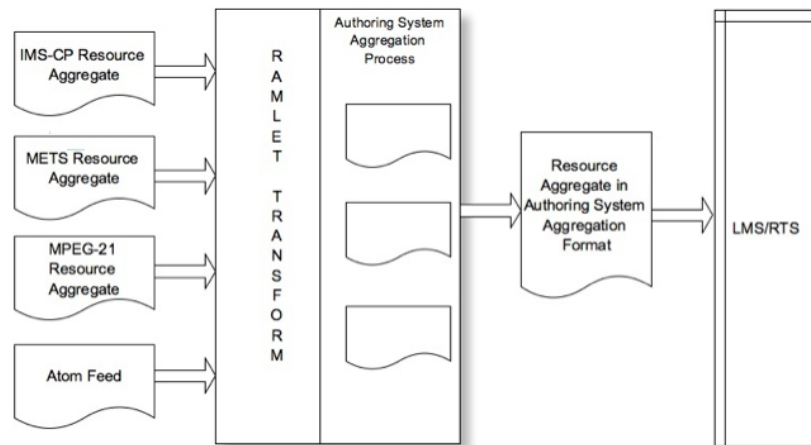 IMS-CP Resource
Aggregate
METS Resource
Aggregate
MPEG-21
Resource
Aggregate
Atom Feed
R
A
M
L
E
T
T
R
A
N
S
F
O
R
M
Authoring System
Aggregation
Process
Resource
Aggregate in
Authoring System
Aggregation
Format
LMS/RTS